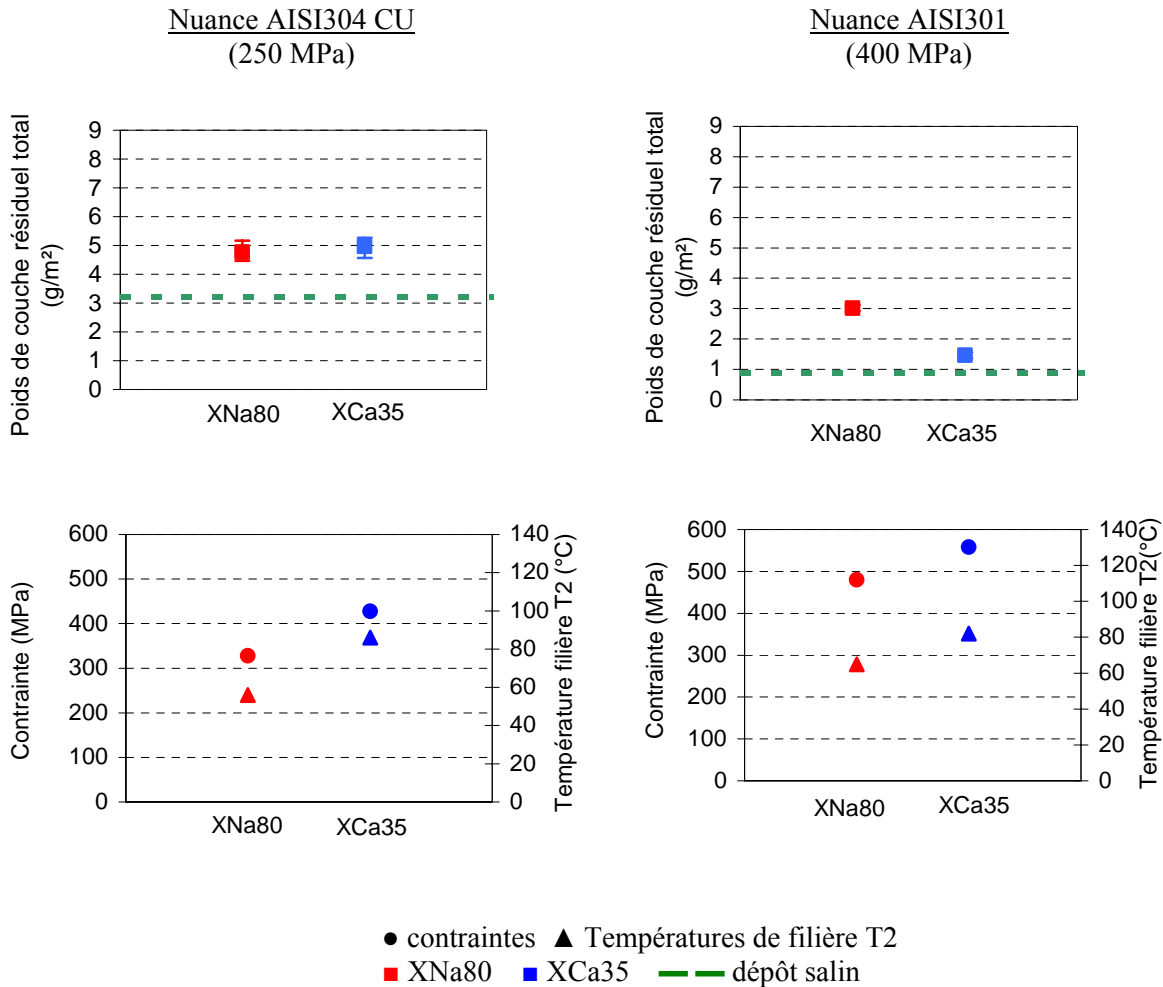 Nuance AISI304 CU
(250 MPa)
Nuance AISI301
(400 MPa)
Poids de couche résiduel total
(g/m²)
9
8
7
6
5
4
3
2
1
0
XNa80 XCa35
Poids de couche résiduel total
(g/m²)
9
8
7
6
5
4
3
2
1
0
XNa80 XCa35
Contrainte (MPa)
600
500
400
300
200
100
0
140
120
100
80
60
40
20
0
Température filière T2 (°C)
XNa80 XCa35
Contrainte (MPa)
600
500
400
300
200
100
0
140
120
100
80
60
40
20
0
Température filière T2(°C)
XNa80 XCa35
contraintes Températures de filière T2
XNa80 XCa35 dépôt salin